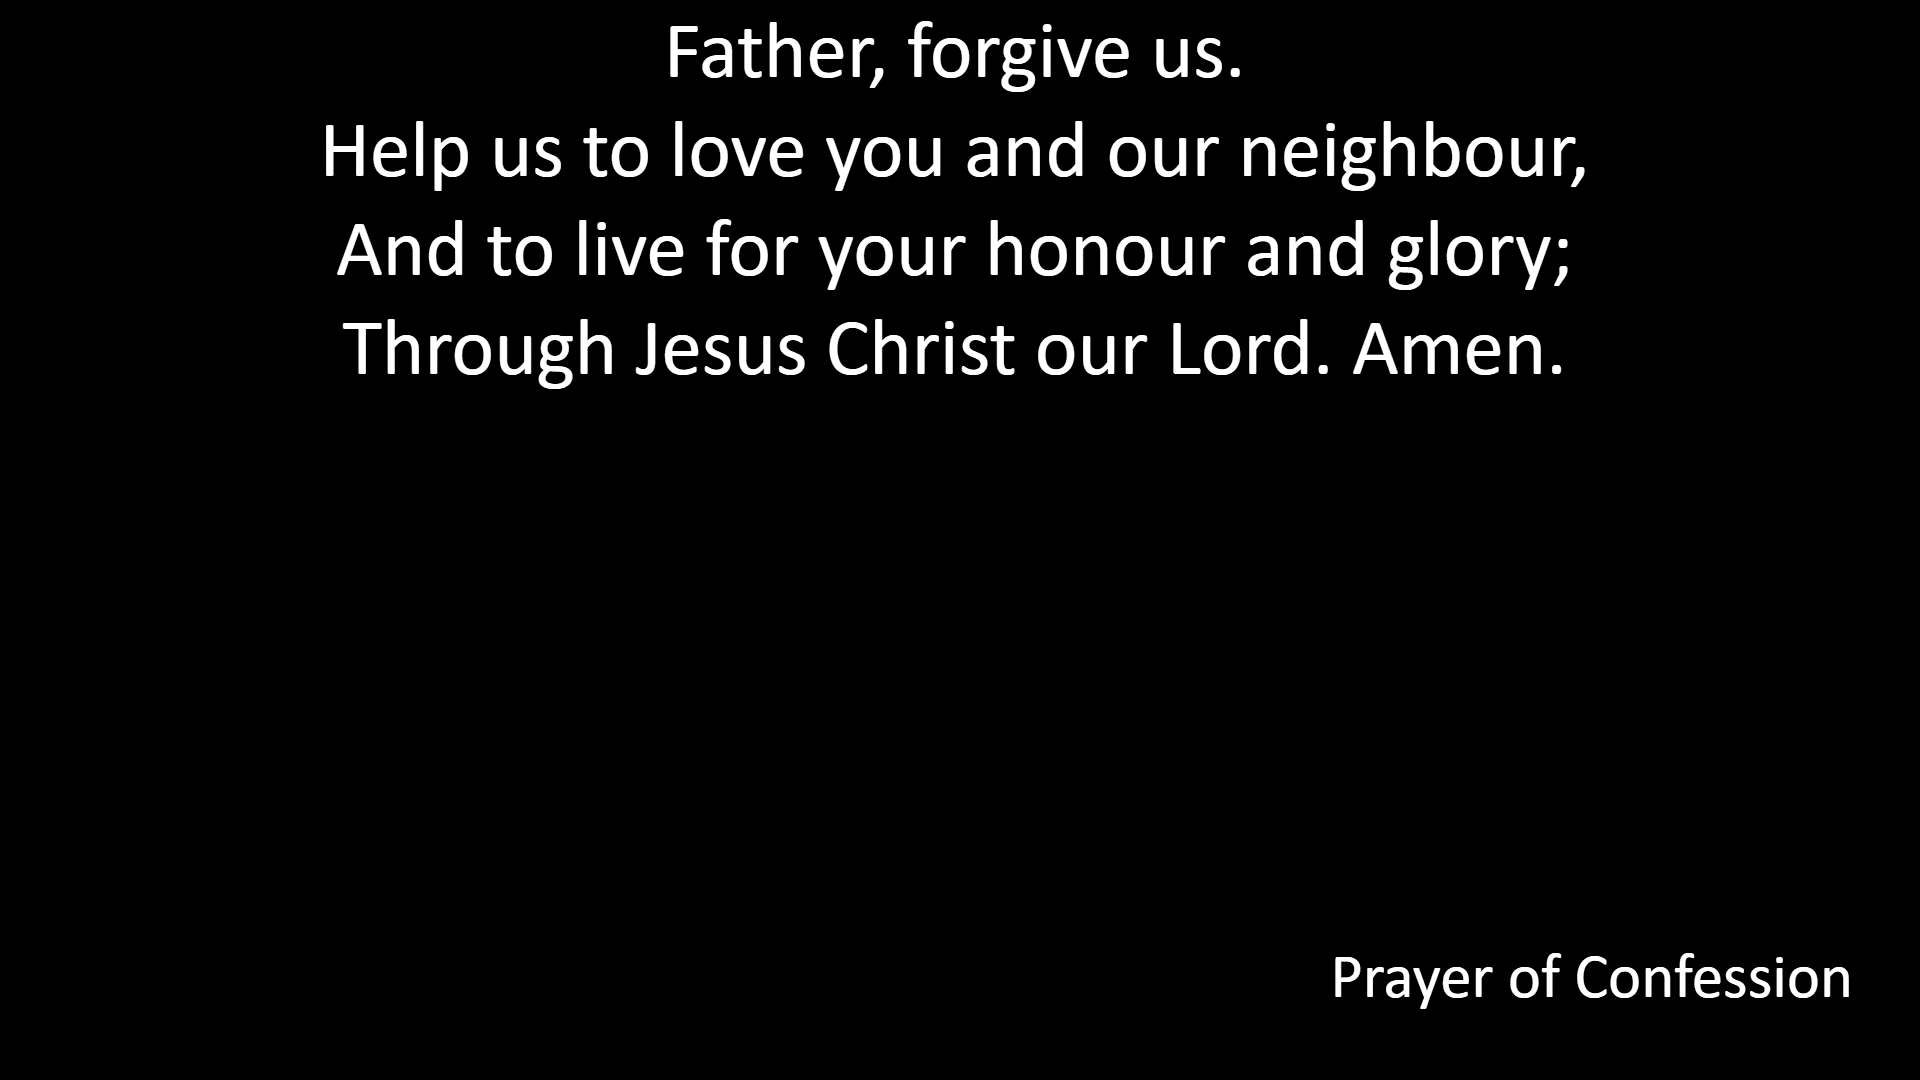 Father, forgive us.
Help us to love you and our neighbour,
And to live for your honour and glory;
Through Jesus Christ our Lord. Amen.
Prayer of Confession